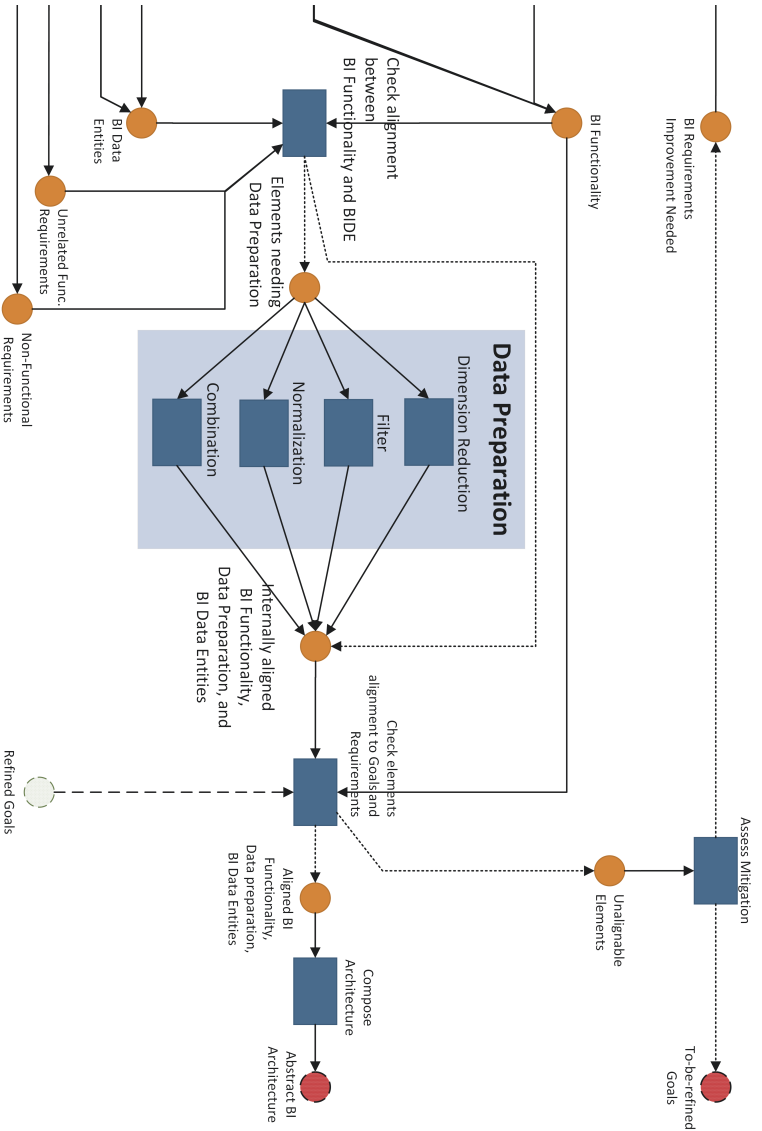 BI Requirements
Improvement Needed
Assess Mitigation
To-be-refined
Goals
BI Functionality
Unalignable
Elements
Check alignment
between
BI Functionality and BIDE
Data Preparation
Dimension Reduction
Filter
Normalization
Combination
Elements needing
Data Preparation
Check elements
alignment to Goals and
Requirements
Compose
Architecture
Abstract BI
Architecture
Aligned BI
Functionality,
Data preparation,
BI Data Entities
Internally aligned
BI Functionality,
Data Preparation, and
BI Data Entities
BI Data
Entities
Unrelated Func.
Requirements
Non-Functional
Requirements
Refined Goals